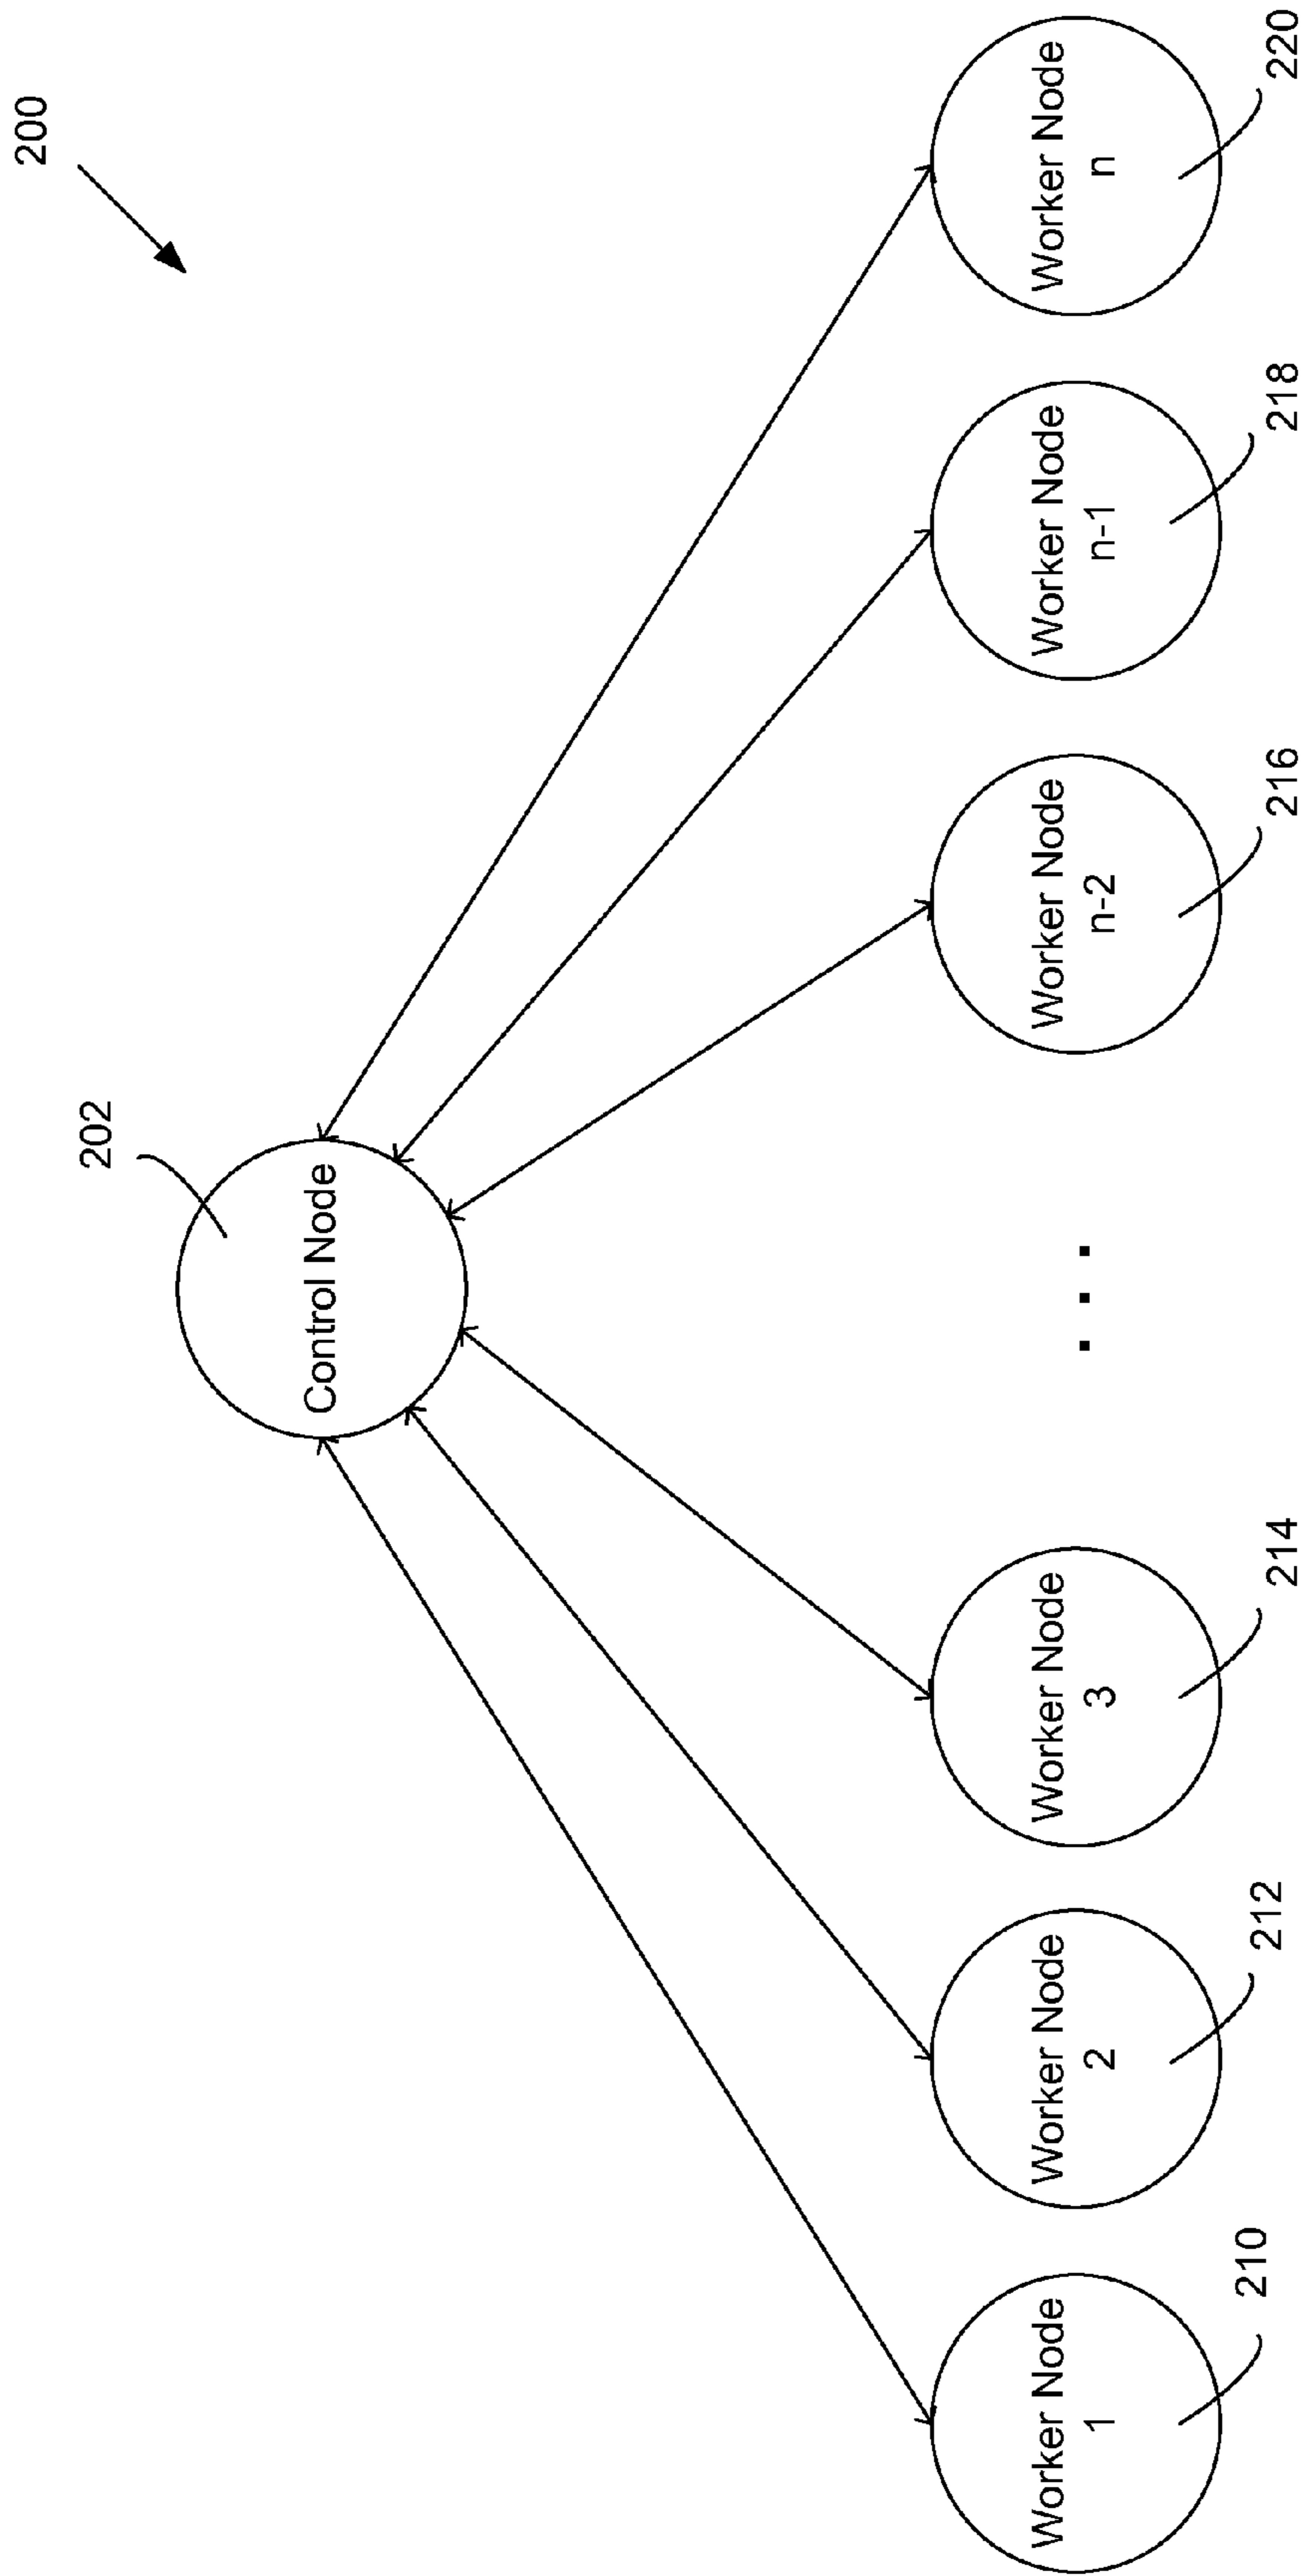 200
202
Control Node
Worker Node
1
210
Worker Node
2
212
Worker Node
3
214
. . .
Worker Node
n-2
216
Worker Node
n-1
218
Worker Node
n
220